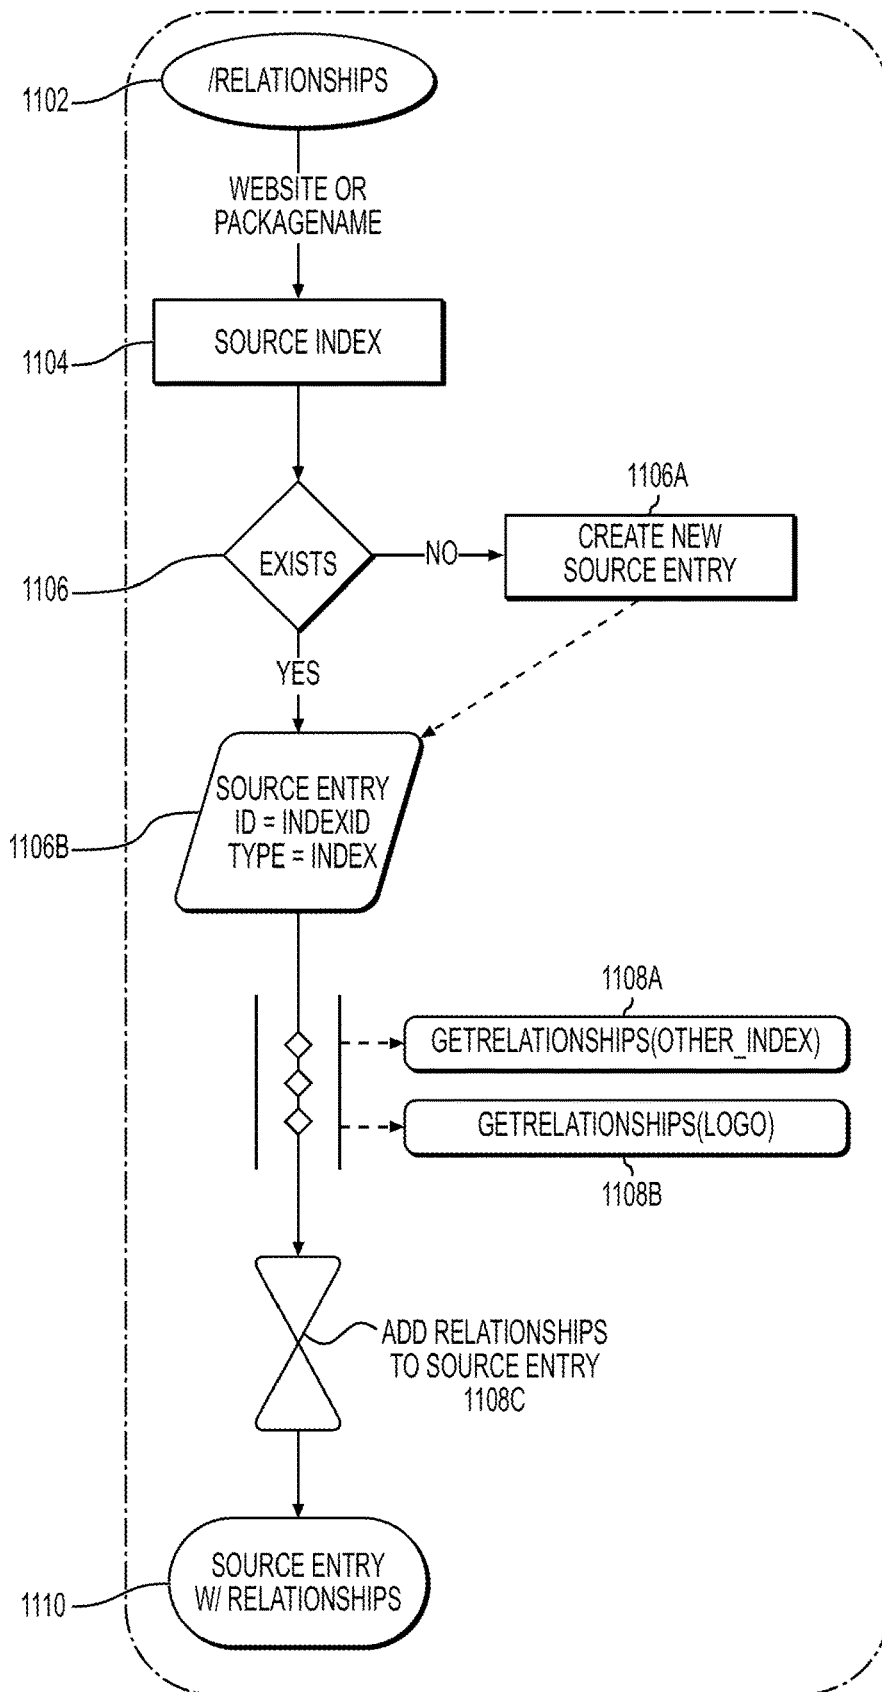 /RELATIONSHIPS
1102
WEBSITE OR
PACKAGENAME
SOURCE INDEX
1104
1106A
CREATE NEW
SOURCE ENTRY
EXISTS
NO
1106
YES
SOURCE ENTRY
ID = INDEXID
TYPE = INDEX
1106B
1108A
GETRELATIONSHIPS(OTHER_INDEX)
GETRELATIONSHIPS(LOGO)
1108B
ADD RELATIONSHIPS
TO SOURCE ENTRY
1108C
SOURCE ENTRY
W/ RELATIONSHIPS
1110